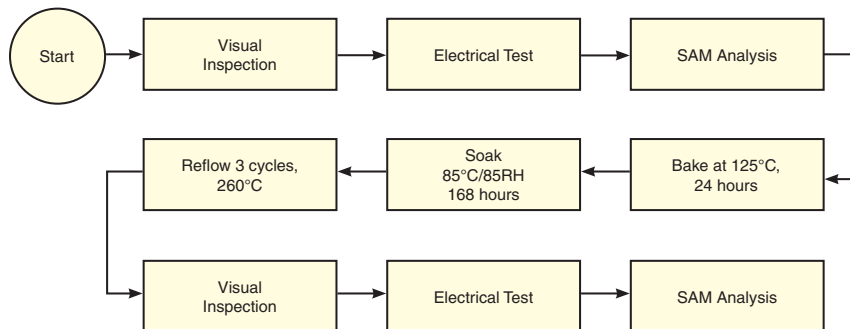 Start
Visual
Inspection
Electrical Test
SAM Analysis
Bake at 125°C,
24 hours
Soak
85°C/85RH
168 hours
Reflow 3 cycles,
260°C
Visual
Inspection
Electrical Test
SAM Analysis